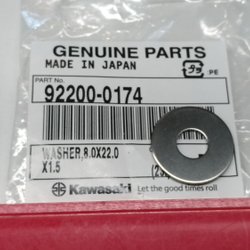 GENUINE PARTS
MADE IN JAPAN
PE
PART No.
92200-0174
WASHER,8.0X22.0
X1.5
Kawasaki Let the good times roll